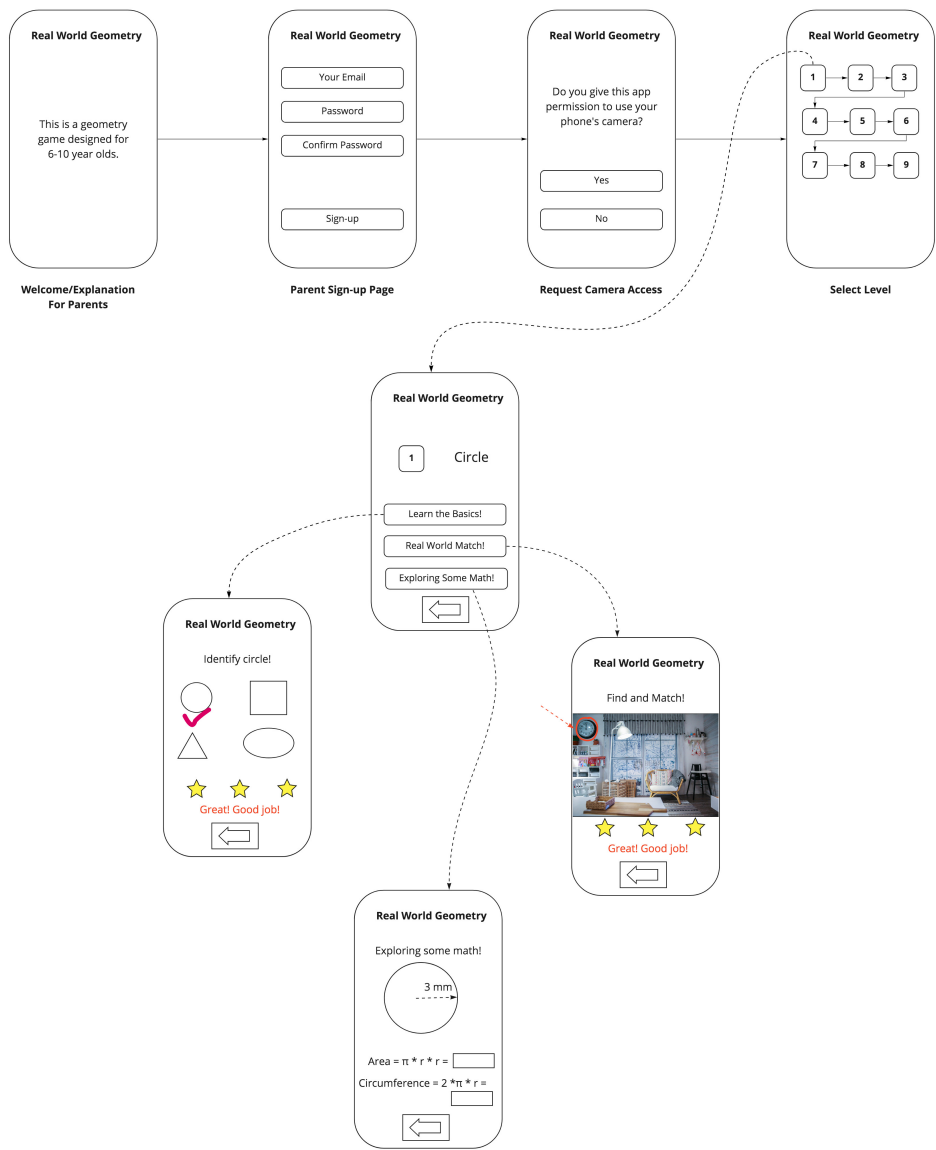 Real World Geometry
This is a geometry
game designed for
6-10 year olds.
Welcome/Explanation
For Parents
Real World Geometry
Your Email
Password
Confirm Password
Sign-up
Parent Sign-up Page
Real World Geometry
Do you give this app
permission to use your
phone's camera?
Yes
No
Request Camera Access
Real World Geometry
1 2 3
4 5 6
7 8 9
Select Level
Real World Geometry
1 Circle
Learn the Basics!
Real World Match!
Exploring Some Math!
Real World Geometry
Identify circle!
Great! Good job!
Real World Geometry
Find and Match!
Great! Good job!
Real World Geometry
Exploring some math!
3 mm
Area = π * r * r =
Circumference = 2 *π * r =